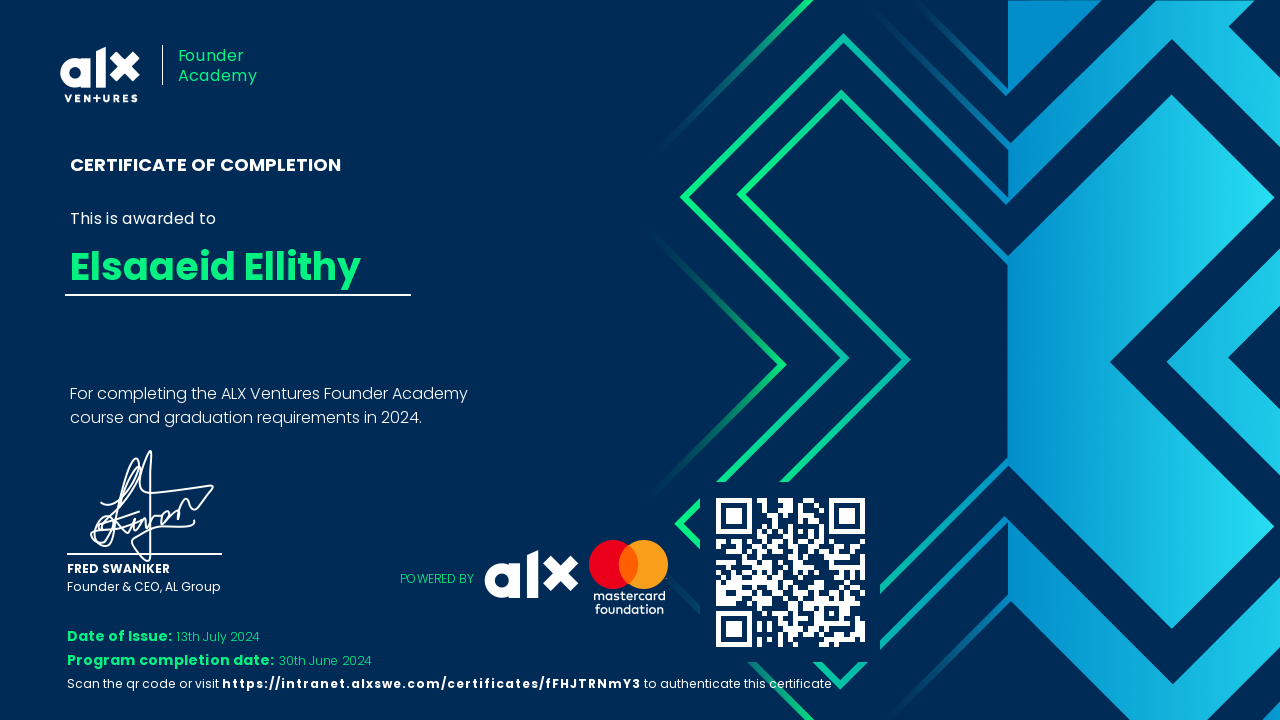 alx
VENTURES
Founder
Academy
CERTIFICATE OF COMPLETION
This is awarded to
Elsaaeid Ellithy
For completing the ALX Ventures Founder Academy
course and graduation requirements in 2024.
FRED SWANIKER
Founder & CEO, AL Group
POWERED BY
alx
mastercard
foundation
Date of Issue: 13th July 2024
Program completion date: 30th June 2024
Scan the qr code or visit https://intranet.alxswe.com/certificates/fFHJTRNmY3 to authenticate this certificate